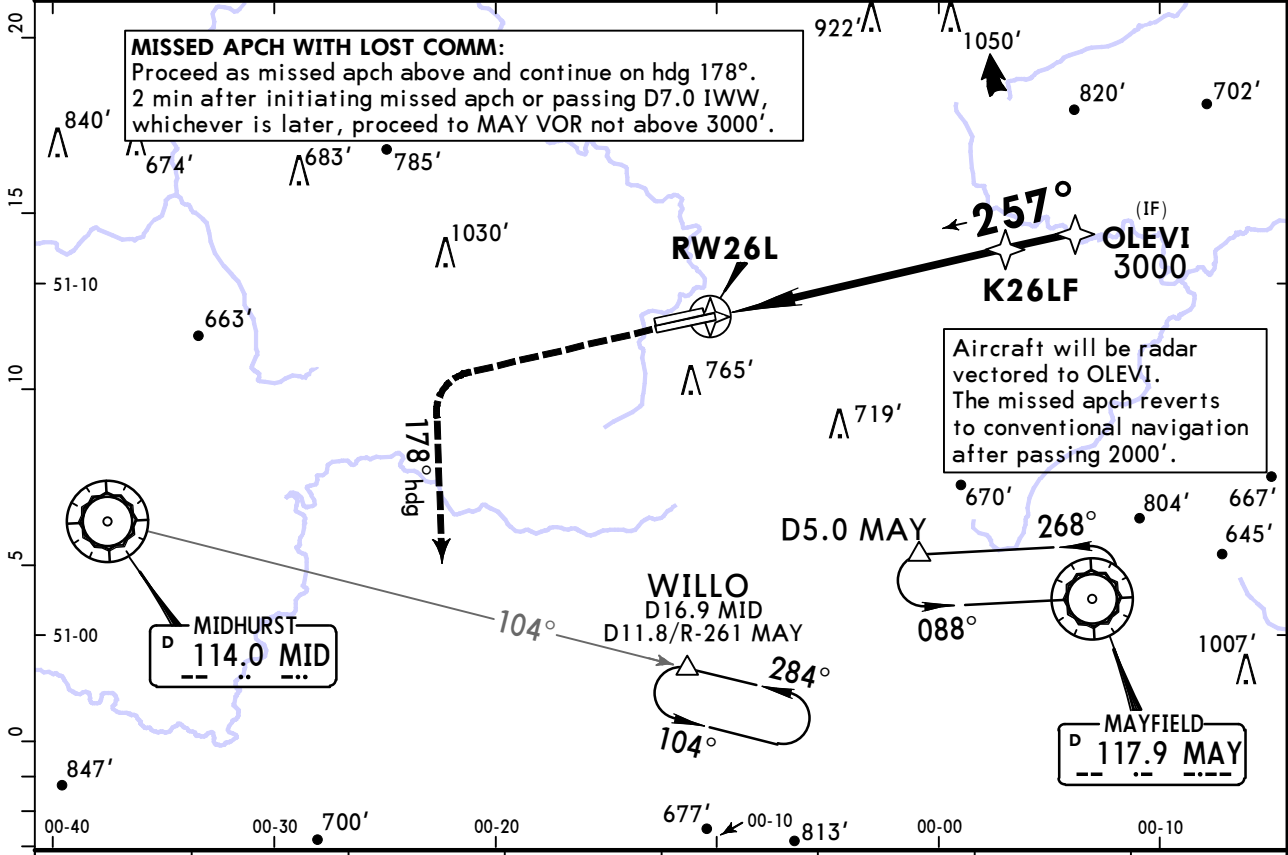 20
922'
1050'
MISSED APCH WITH LOST COMM:
Proceed as missed apch above and continue on hdg 178°.
2 min after initiating missed apch or passing D7.0 IWW,
whichever is later, proceed to MAY VOR not above 3000'.
820'
702'
840'
674'
683'
785'
15
257°
(IF)
OLEVI
3000
1030'
RW26L
K26LF
51-10
663'
Aircraft will be radar
vectored to OLEVI.
The missed apch reverts
to conventional navigation
after passing 2000'.
765'
10
719'
178° hdg
670'
804'
667'
D5.0 MAY
268°
645'
5
088°
WILLO
D16.9 MID
D11.8/R-261 MAY
104°
MIDHURST
D 114.0 MID
51-00
1007'
284°
104°
MAYFIELD
D 117.9 MAY
0
847'
677'
813'
700'
00-40
00-30
00-20
00-10
00-00
00-10